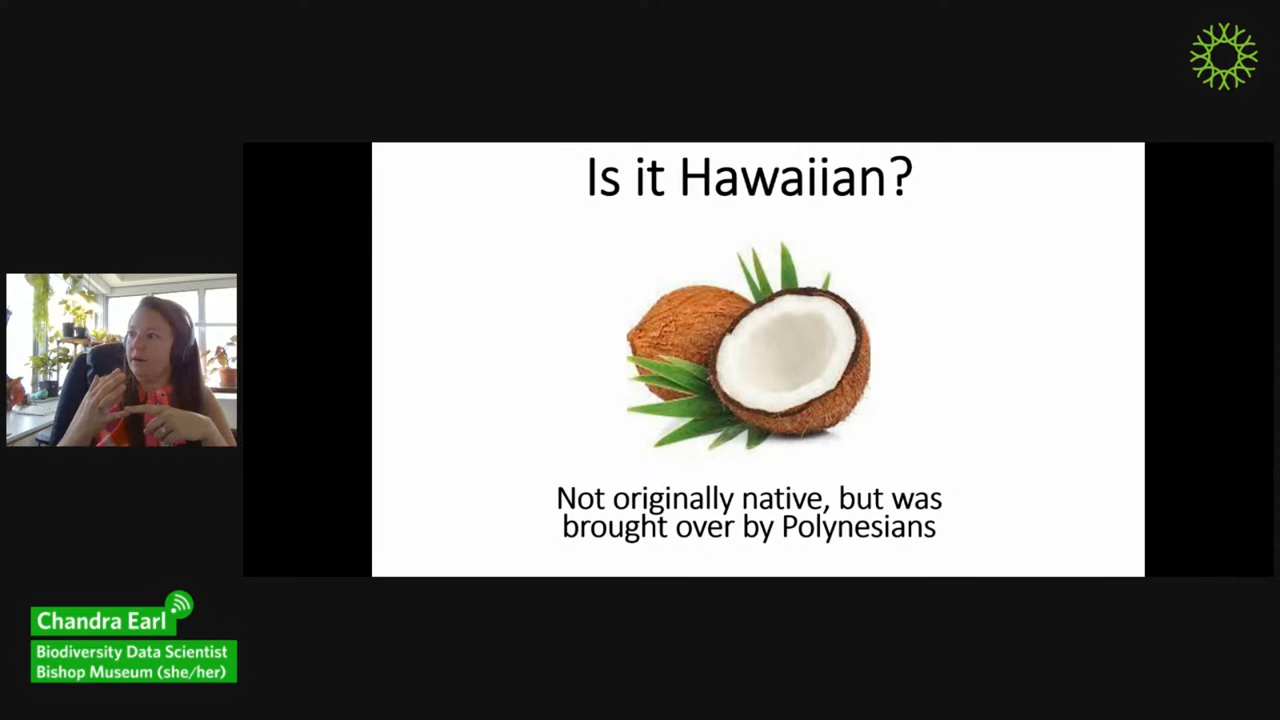 Is it Hawaiian?
Not originally native, but was
brought over by Polynesians
Chandra Earl
Biodiversity Data Scientist
Bishop Museum (she/her)